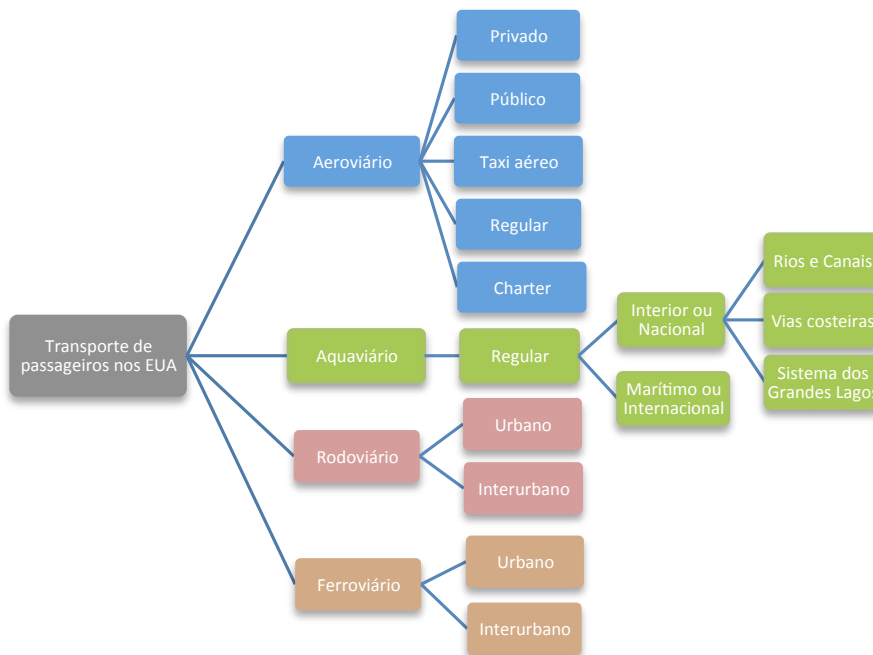 Privado
Público
Aeroviário
Taxi aéreo
Regular
Charter
Transporte de
passageiros nos EUA
Aquaviário
Regular
Interior ou
Nacional
Rios e Canais
Vias costeiras
Marítimo ou
Internacional
Sistema dos
Grandes Lagos
Rodoviário
Urbano
Interurbano
Ferroviário
Urbano
Interurbano